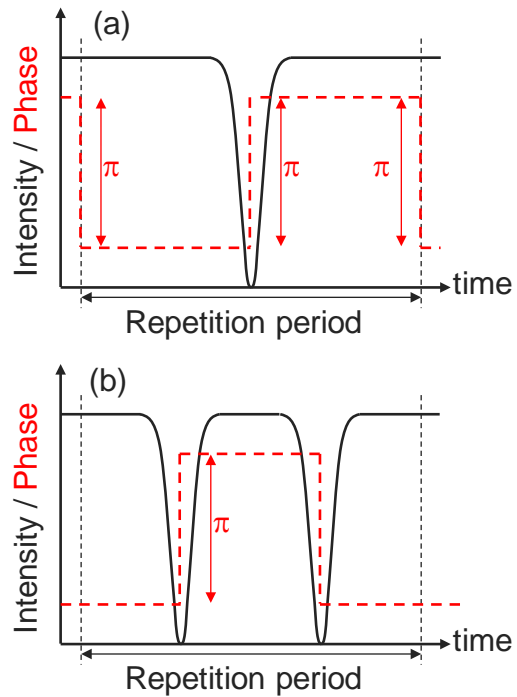 (a)
Intensity / Phase
π
π
π
time
Repetition period
(b)
Intensity / Phase
π
time
Repetition period